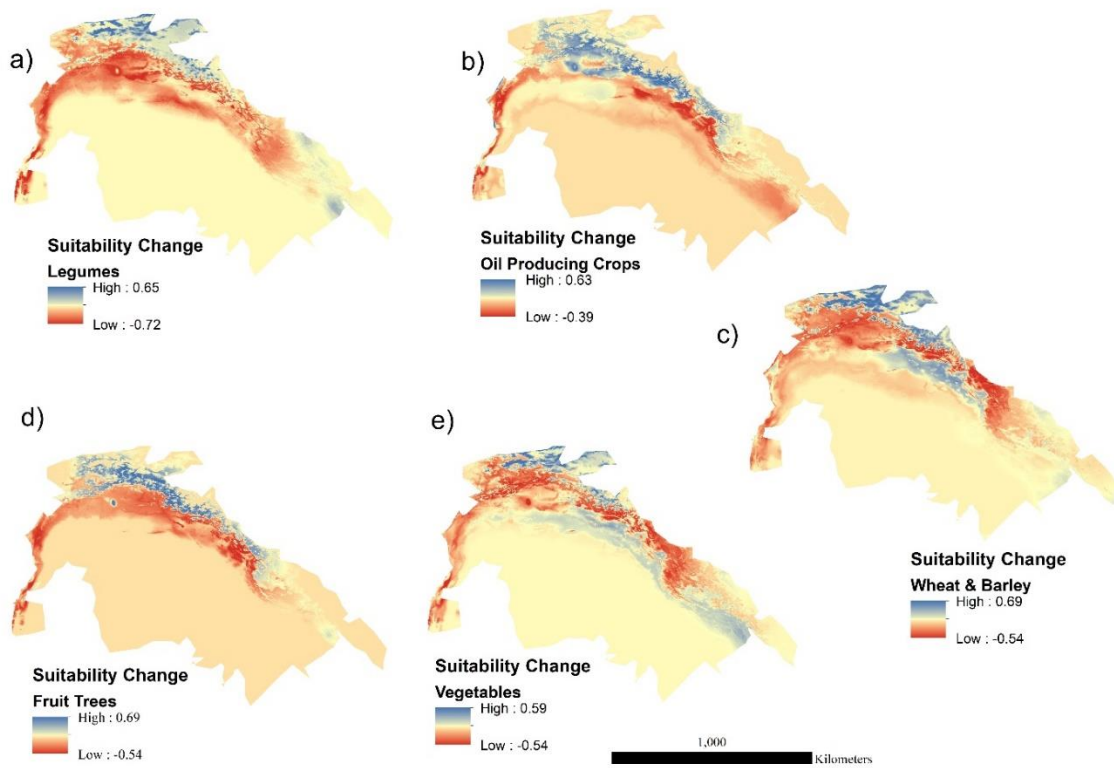 a)
Suitability Change
Legumes
High : 0.65
Low : -0.72
b)
Suitability Change
Oil Producing Crops
High : 0.63
Low : -0.39
c)
Suitability Change
Wheat & Barley
High : 0.69
Low : -0.54
d)
Suitability Change
Fruit Trees
High : 0.69
Low : -0.54
e)
Suitability Change
Vegetables
High : 0.59
Low : -0.54
1,000
Kilometers